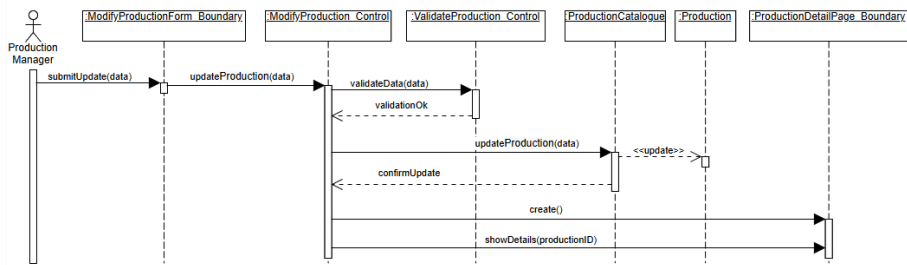 :ModifyProductionForm_Boundary
:ModifyProduction_Control
:ValidateProduction_Control
:ProductionCatalogue
:Production
:ProductionDetailPage_Boundary
Production
Manager
submitUpdate(data)
updateProduction(data)
validateData(data)
validationOk
updateProduction(data)
<<update>>
confirmUpdate
create()
showDetails(productionID)